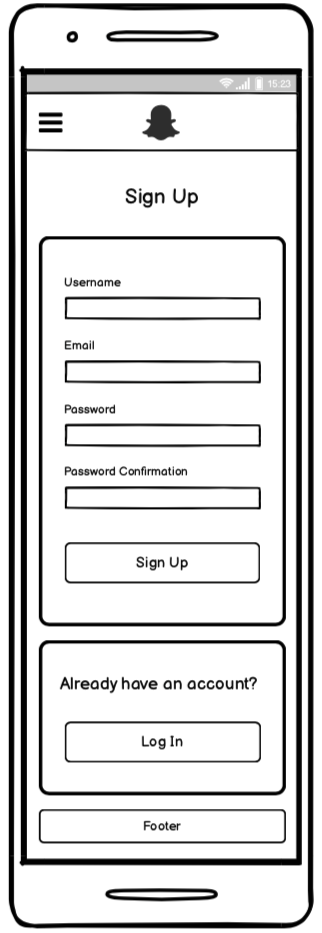 15:23
Sign Up
Username
Email
Password
Password Confirmation
Sign Up
Already have an account?
Log In
Footer